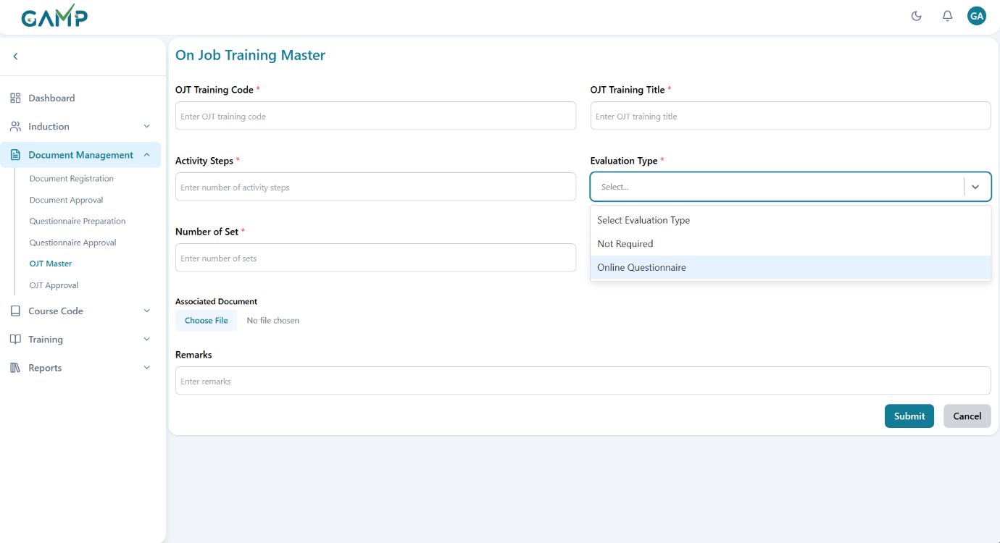 GAMP
GA
On Job Training Master
OJT Training Code *
OJT Training Title *
Enter OJT training code
Enter OJT training title
Dashboard
Induction
Document Management
Document Registration
Document Approval
Questionnaire Preparation
Questionnaire Approval
OJT Master
OJT Approval
Course Code
Training
Reports
Activity Steps *
Evaluation Type *
Enter number of activity steps
Select...
Select Evaluation Type
Not Required
Online Questionnaire
Number of Set *
Enter number of sets
Associated Document
Choose File No file chosen
Remarks
Enter remarks
Submit
Cancel